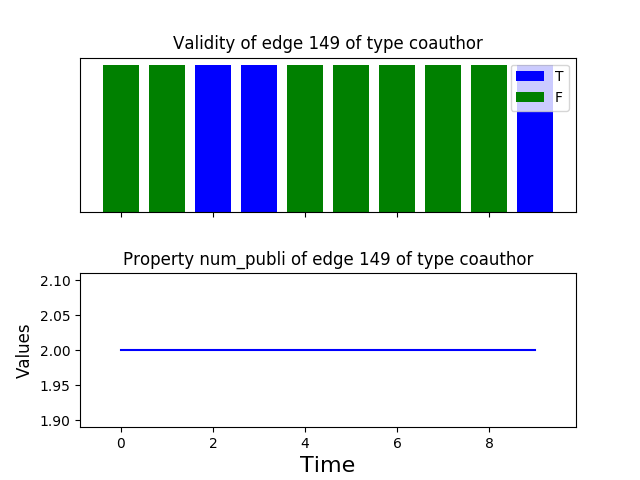 Validity of edge 149 of type coauthor
T
F
Property num_publi of edge 149 of type coauthor
2.10
2.05
2.00
1.95
1.90
Values
0 2 4 6 8
Time